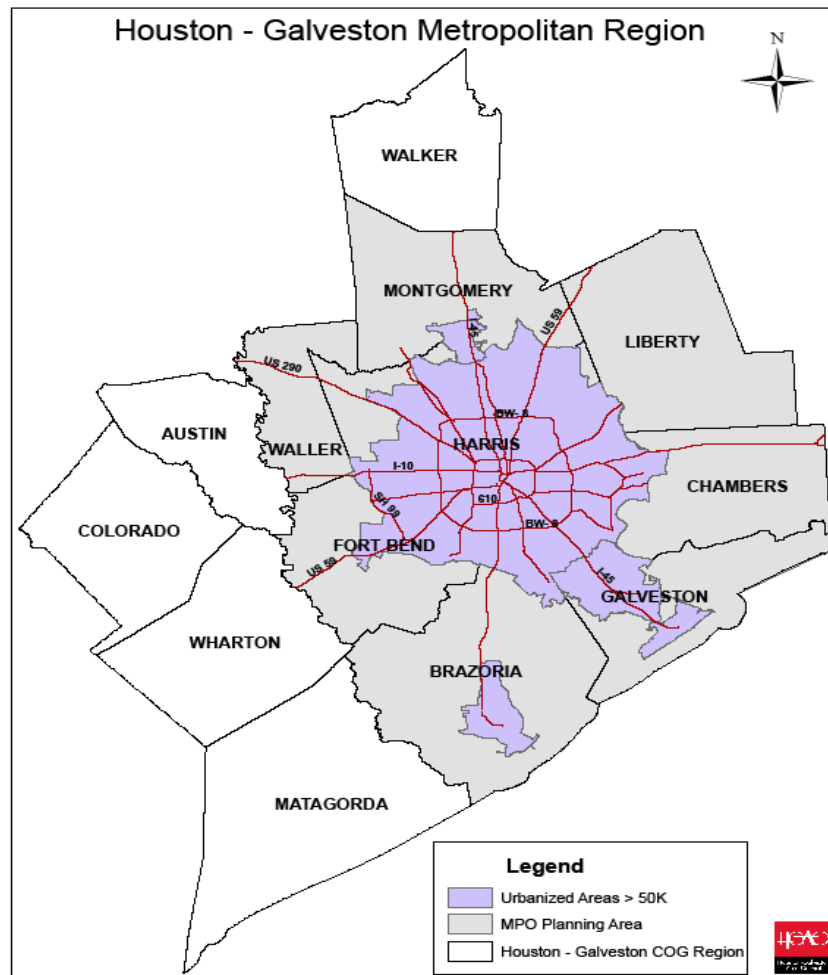 Houston - Galveston Metropolitan Region
N
WALKER
MONTGOMERY
I-45
US 59
LIBERTY
US 290
AUSTIN
WALLER
BW- 8
HARRIS
I-10
610
CHAMBERS
COLORADO
SH 99
BW- 8
FORT BEND
US 59
I-45
GALVESTON
WHARTON
BRAZORIA
MATAGORDA
Legend
Urbanized Areas > 50K
MPO Planning Area
Houston - Galveston COG Region